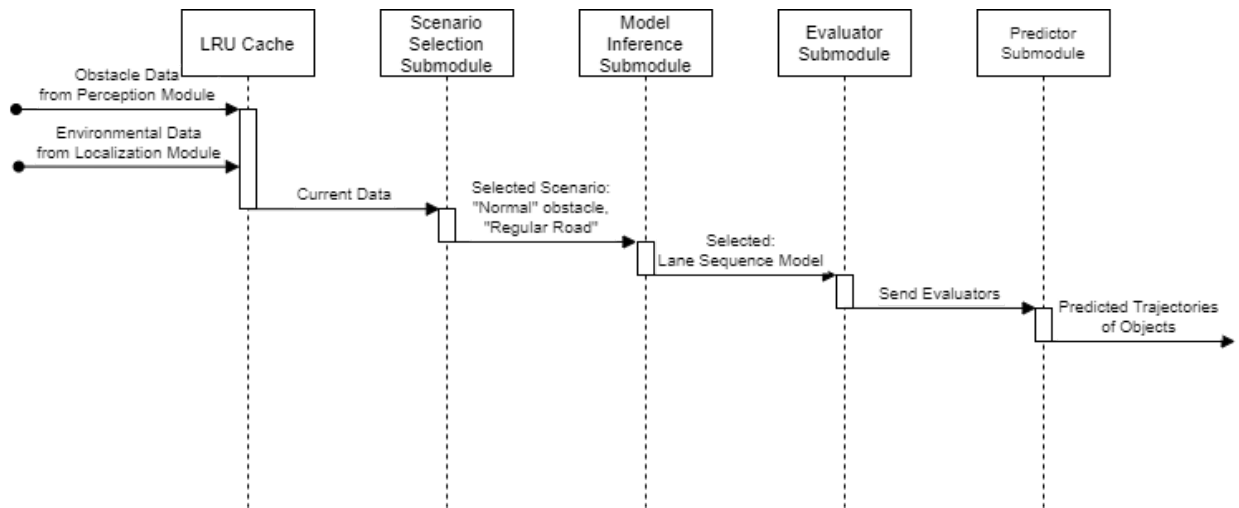 LRU Cache
Scenario
Selection
Submodule
Model
Inference
Submodule
Evaluator
Submodule
Predictor
Submodule
Obstacle Data
from Perception Module
Environmental Data
from Localization Module
Current Data
Selected Scenario:
"Normal" obstacle,
"Regular Road"
Selected:
Lane Sequence Model
Send Evaluators
Predicted Trajectories
of Objects